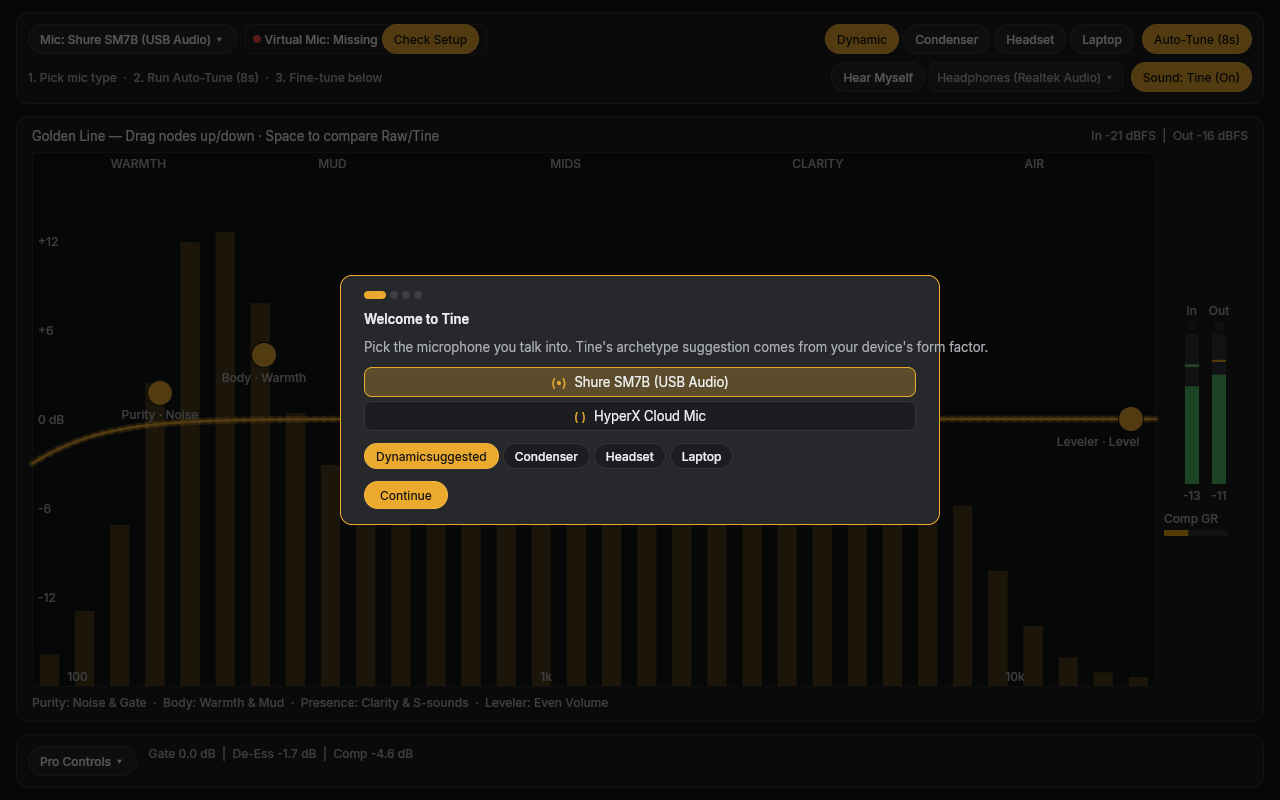 Mic: Shure SM7B (USB Audio) ▾ Virtual Mic: Missing Check Setup Dynamic Condenser Headset Laptop Auto-Tune (8s)
1. Pick mic type · 2. Run Auto-Tune (8s) · 3. Fine-tune below Hear Myself Headphones (Realtek Audio) ▾ Sound: Tine (On)
Golden Line — Drag nodes up/down · Space to compare Raw/Tine In -21 dBFS | Out -16 dBFS
WARMTH MUD MIDS CLARITY AIR
+12
Welcome to Tine
In Out
+6
Pick the microphone you talk into. Tine's archetype suggestion comes from your device's form factor.
Body · Warmth
Shure SM7B (USB Audio)
Purity · Noise
HyperX Cloud Mic
0 dB
Leveler · Level
Dynamicsuggested Condenser Headset Laptop
Continue
-13 -11
-6
Comp GR
-12
100 1k 10k
Purity: Noise & Gate · Body: Warmth & Mud · Presence: Clarity & S-sounds · Leveler: Even Volume
Pro Controls ▾ Gate 0.0 dB | De-Ess -1.7 dB | Comp -4.6 dB